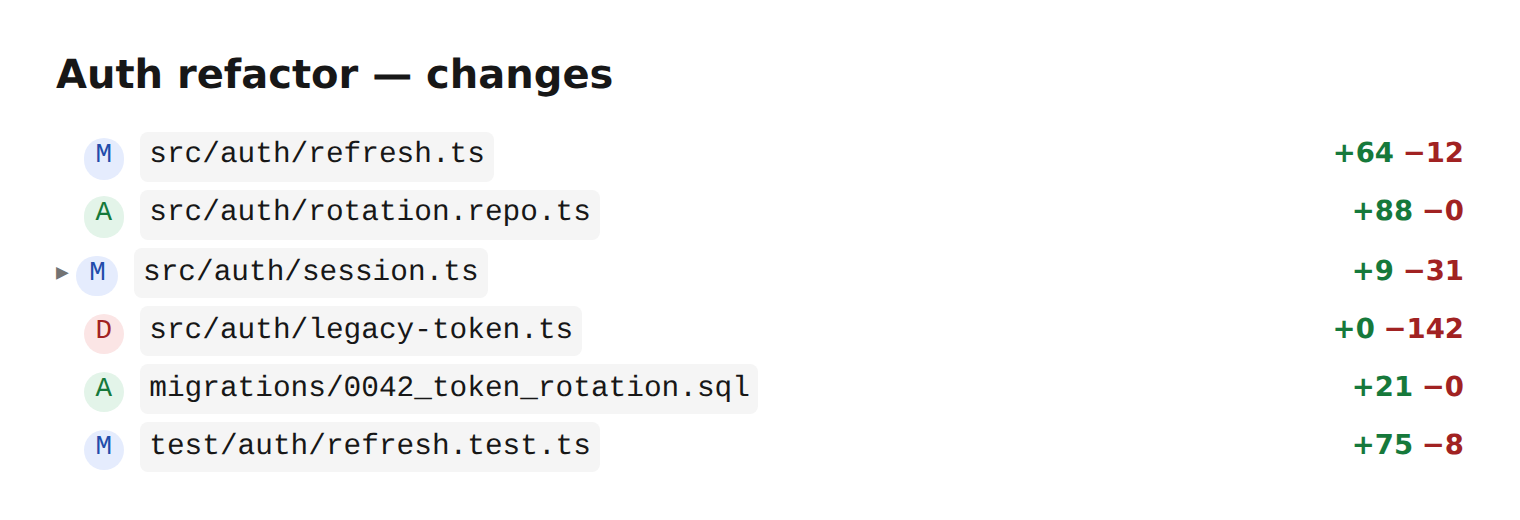 Auth refactor — changes
M src/auth/refresh.ts +64 −12
A src/auth/rotation.repo.ts +88 −0
▸ M src/auth/session.ts +9 −31
D src/auth/legacy-token.ts +0 −142
A migrations/0042_token_rotation.sql +21 −0
M test/auth/refresh.test.ts +75 −8